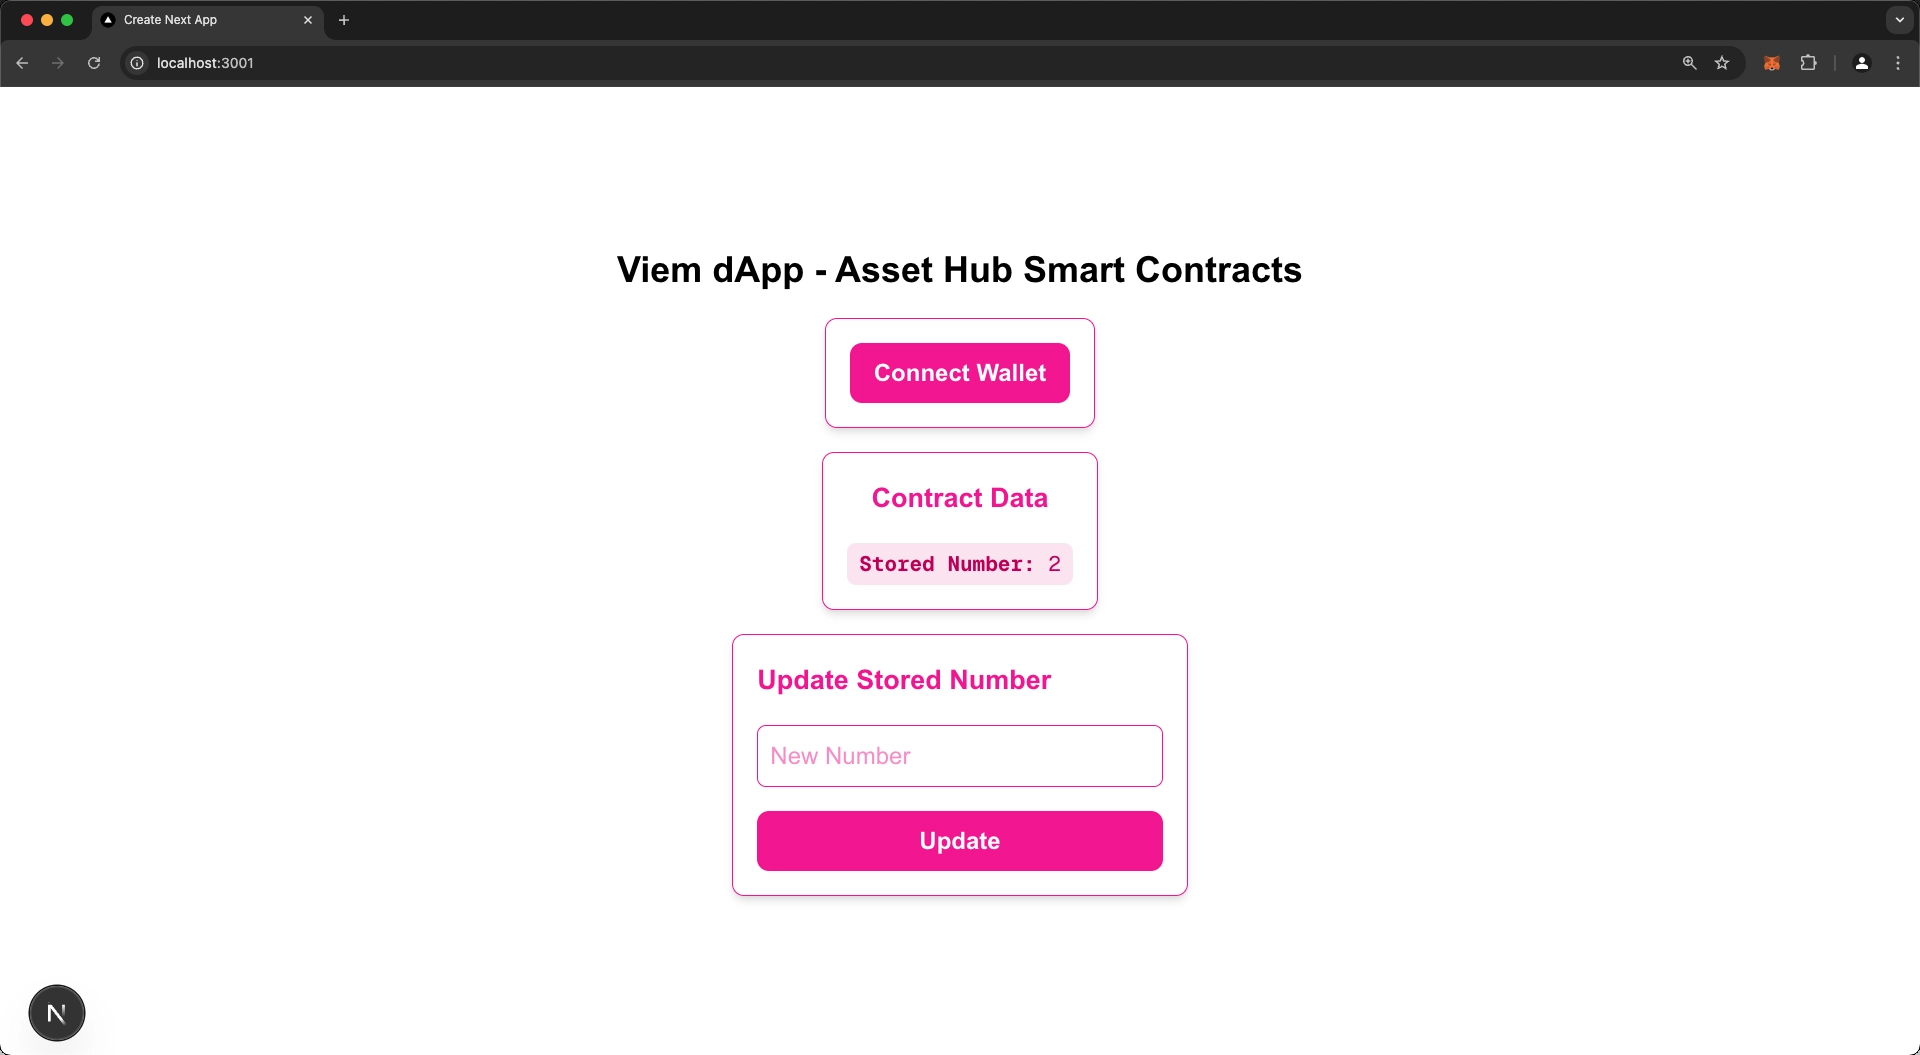 Create Next App
localhost:3001
Viem dApp - Asset Hub Smart Contracts
Connect Wallet
Contract Data
Stored Number: 2
Update Stored Number
New Number
Update
N